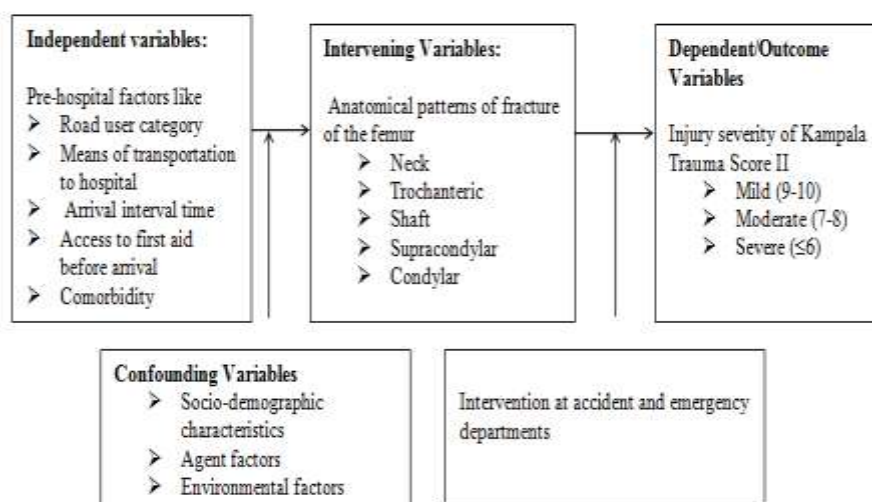 Independent variables:
Pre-hospital factors like
➢ Road user category
➢ Means of transportation
to hospital
➢ Arrival interval time
➢ Access to first aid
before arrival
➢ Comorbidity
Intervening Variables:
Anatomical patterns of fracture
of the femur
➢ Neck
➢ Trochanteric
➢ Shaft
➢ Supracondylar
➢ Condylar
Dependent/Outcome
Variables
Injury severity of Kampala
Trauma Score II
➢ Mild (9-10)
➢ Moderate (7-8)
➢ Severe (≤6)
Confounding Variables
➢ Socio-demographic
characteristics
➢ Agent factors
➢ Environmental factors
Intervention at accident and emergency
departments